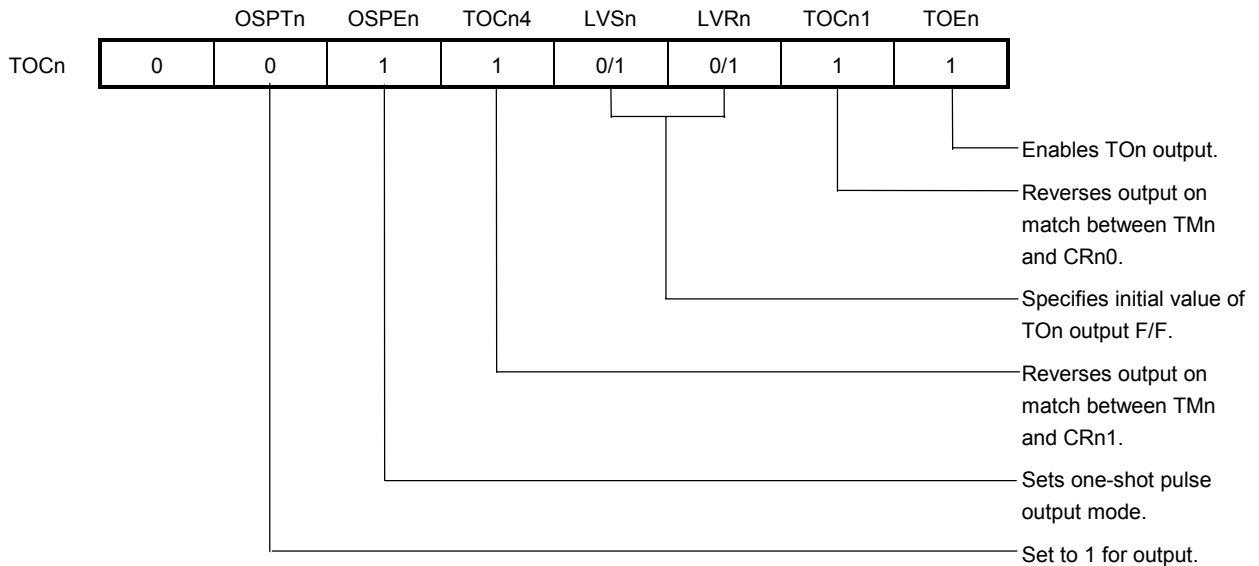 OSPTn OSPEn TOCn4 LVSn LVRn TOCn1 TOEn
TOCn 0 0 1 1 0/1 0/1 1 1
Enables TOn output.
Reverses output on
match between TMn
and CRn0.
Specifies initial value of
TOn output F/F.
Reverses output on
match between TMn
and CRn1.
Sets one-shot pulse
output mode.
Set to 1 for output.